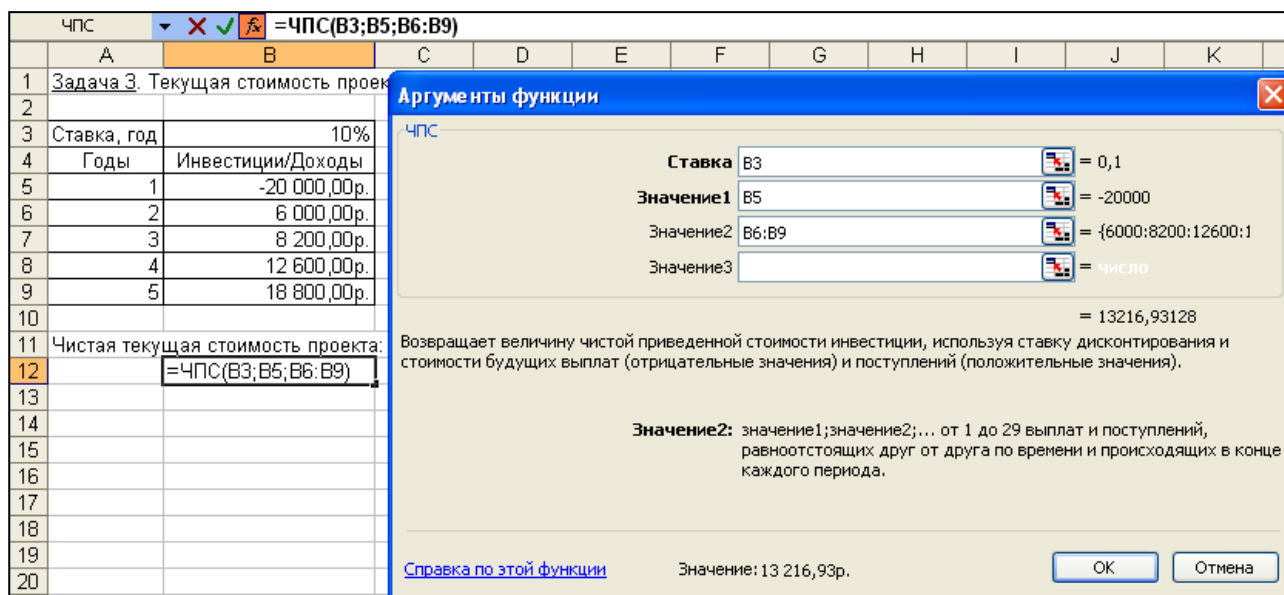 ЧПС =ЧПС(B3;B5;B6:B9)
A B C D E F G H I J K
1 Задача 3. Текущая стоимость проек
Аргументы функции
2
3 Ставка, год 10%
ЧПС
4 Годы Инвестиции/Доходы
Ставка B3 = 0,1
5 1 -20 000,00р.
Значение1 B5 = -20000
6 2 6 000,00р.
7 3 8 200,00р.
Значение2 B6:B9 = {6000:8200:12600:1
8 4 12 600,00р.
Значение3 = число
9 5 18 800,00р.
10
= 13216,93128
11 Чистая текущая стоимость проекта:
Возвращает величину чистой приведенной стоимости инвестиции, используя ставку дисконтирования и
стоимости будущих выплат (отрицательные значения) и поступлений (положительные значения).
12 =ЧПС(B3;B5;B6:B9)
13
14
Значение2: значение1;значение2;... от 1 до 29 выплат и поступлений,
15
равноотстоящих друг от друга по времени и происходящих в конце
16
каждого периода.
17
18
19
Справка по этой функции Значение: 13 216,93р. ОК Отмена
20